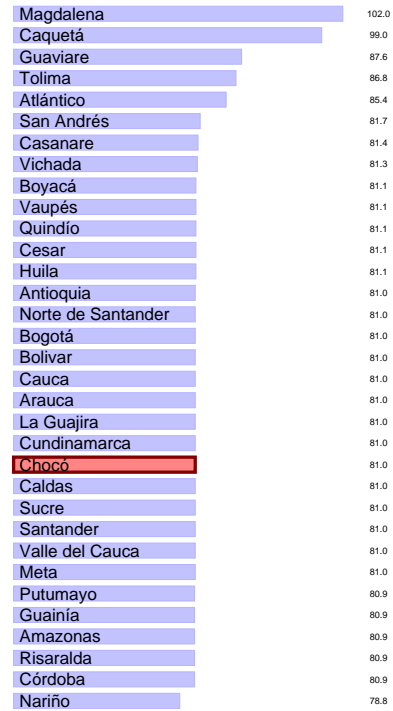 Magdalena 102.0
Caquetá 99.0
Guaviare 87.6
Tolima 86.8
Atlántico 85.4
San Andrés 81.7
Casanare 81.4
Vichada 81.3
Boyacá 81.1
Vaupés 81.1
Quindío 81.1
Cesar 81.1
Huila 81.1
Antioquia 81.0
Norte de Santander 81.0
Bogotá 81.0
Bolivar 81.0
Cauca 81.0
Arauca 81.0
La Guajira 81.0
Cundinamarca 81.0
Chocó 81.0
Caldas 81.0
Sucre 81.0
Santander 81.0
Valle del Cauca 81.0
Meta 81.0
Putumayo 80.9
Guainía 80.9
Amazonas 80.9
Risaralda 80.9
Córdoba 80.9
Nariño 78.8